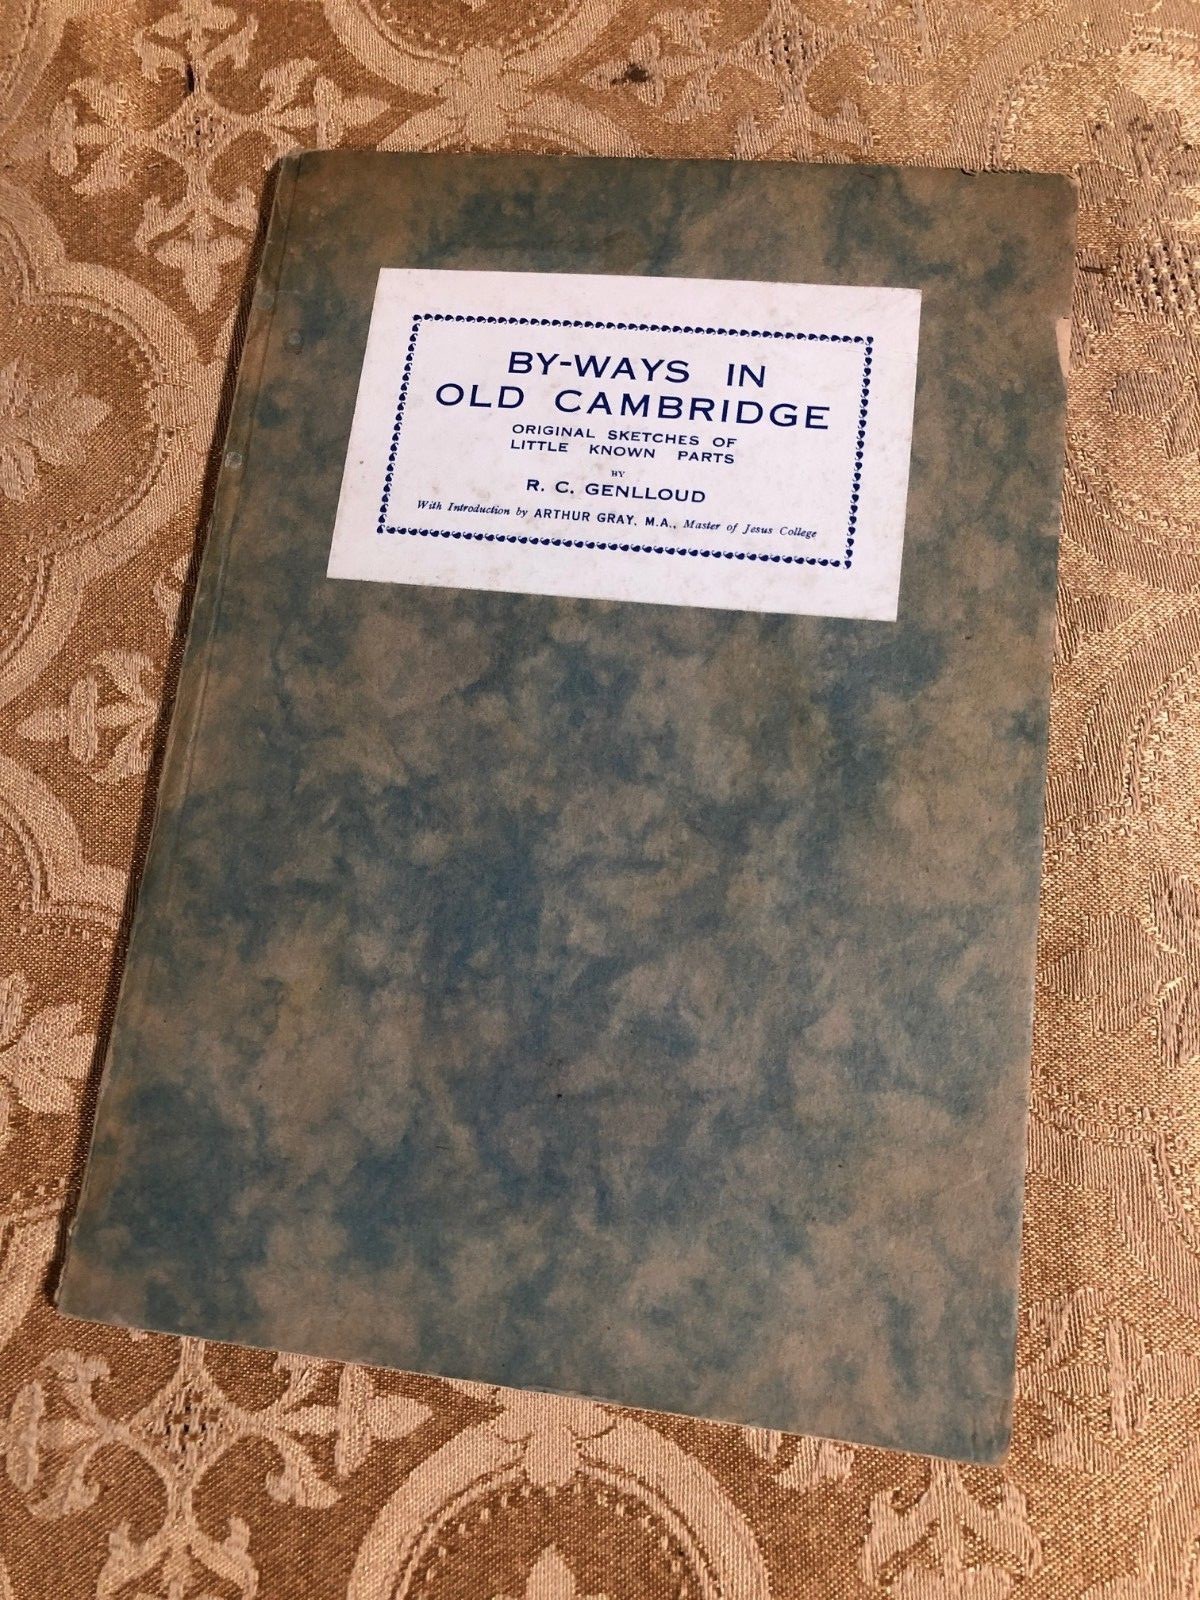 BY-WAYS IN
OLD CAMBRIDGE
ORIGINAL SKETCHES OF
LITTLE KNOWN PARTS
BY
R. C. GENLLOUD
With Introduction by ARTHUR GRAY, M.A., Master of Jesus College